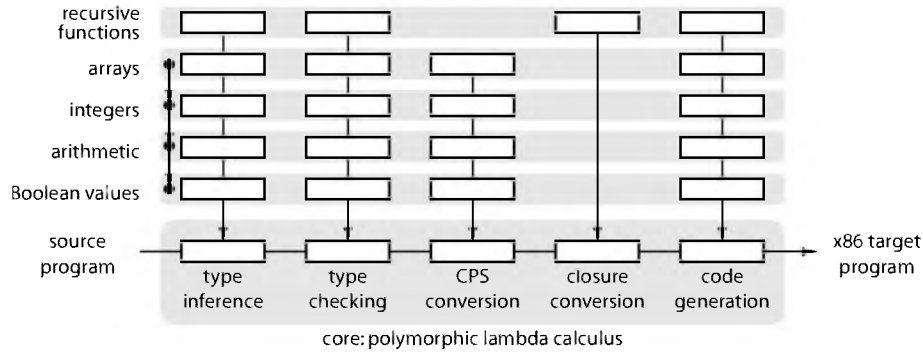 recursive
functions
arrays
integers
arithmetic
Boolean values
source
program
x86 target
program
type
inference
type
checking
CPS
conversion
closure
conversion
code
generation
core: polymorphic lambda calculus